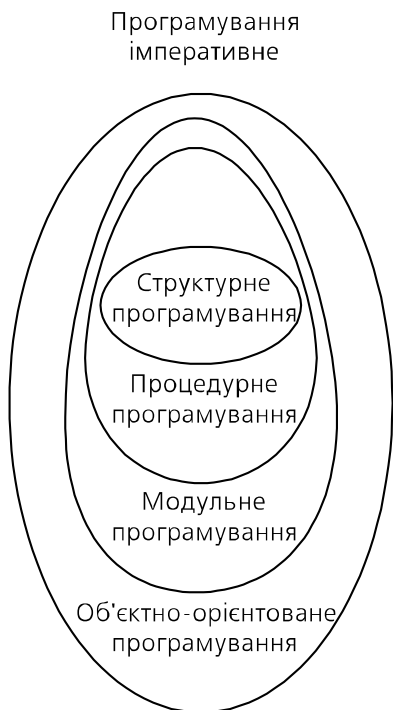 Програмування
імперативне
Структурне
програмування
Процедурне
програмування
Модульне
програмування
Об'єктно-орієнтоване
програмування